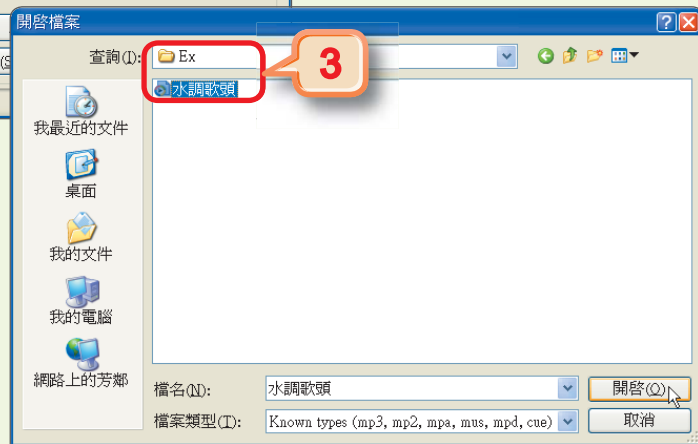 開啓檔案
(S
查詢(I):
Ex
3
水調歌頭
我最近的文件
桌面
我的文件
我的電腦
網路上的芳鄰
檔名(N):
水調歌頭
開啓(O)
檔案類型(T):
Known types (mp3, mp2, mpa, mus, mpd, cue)
取消